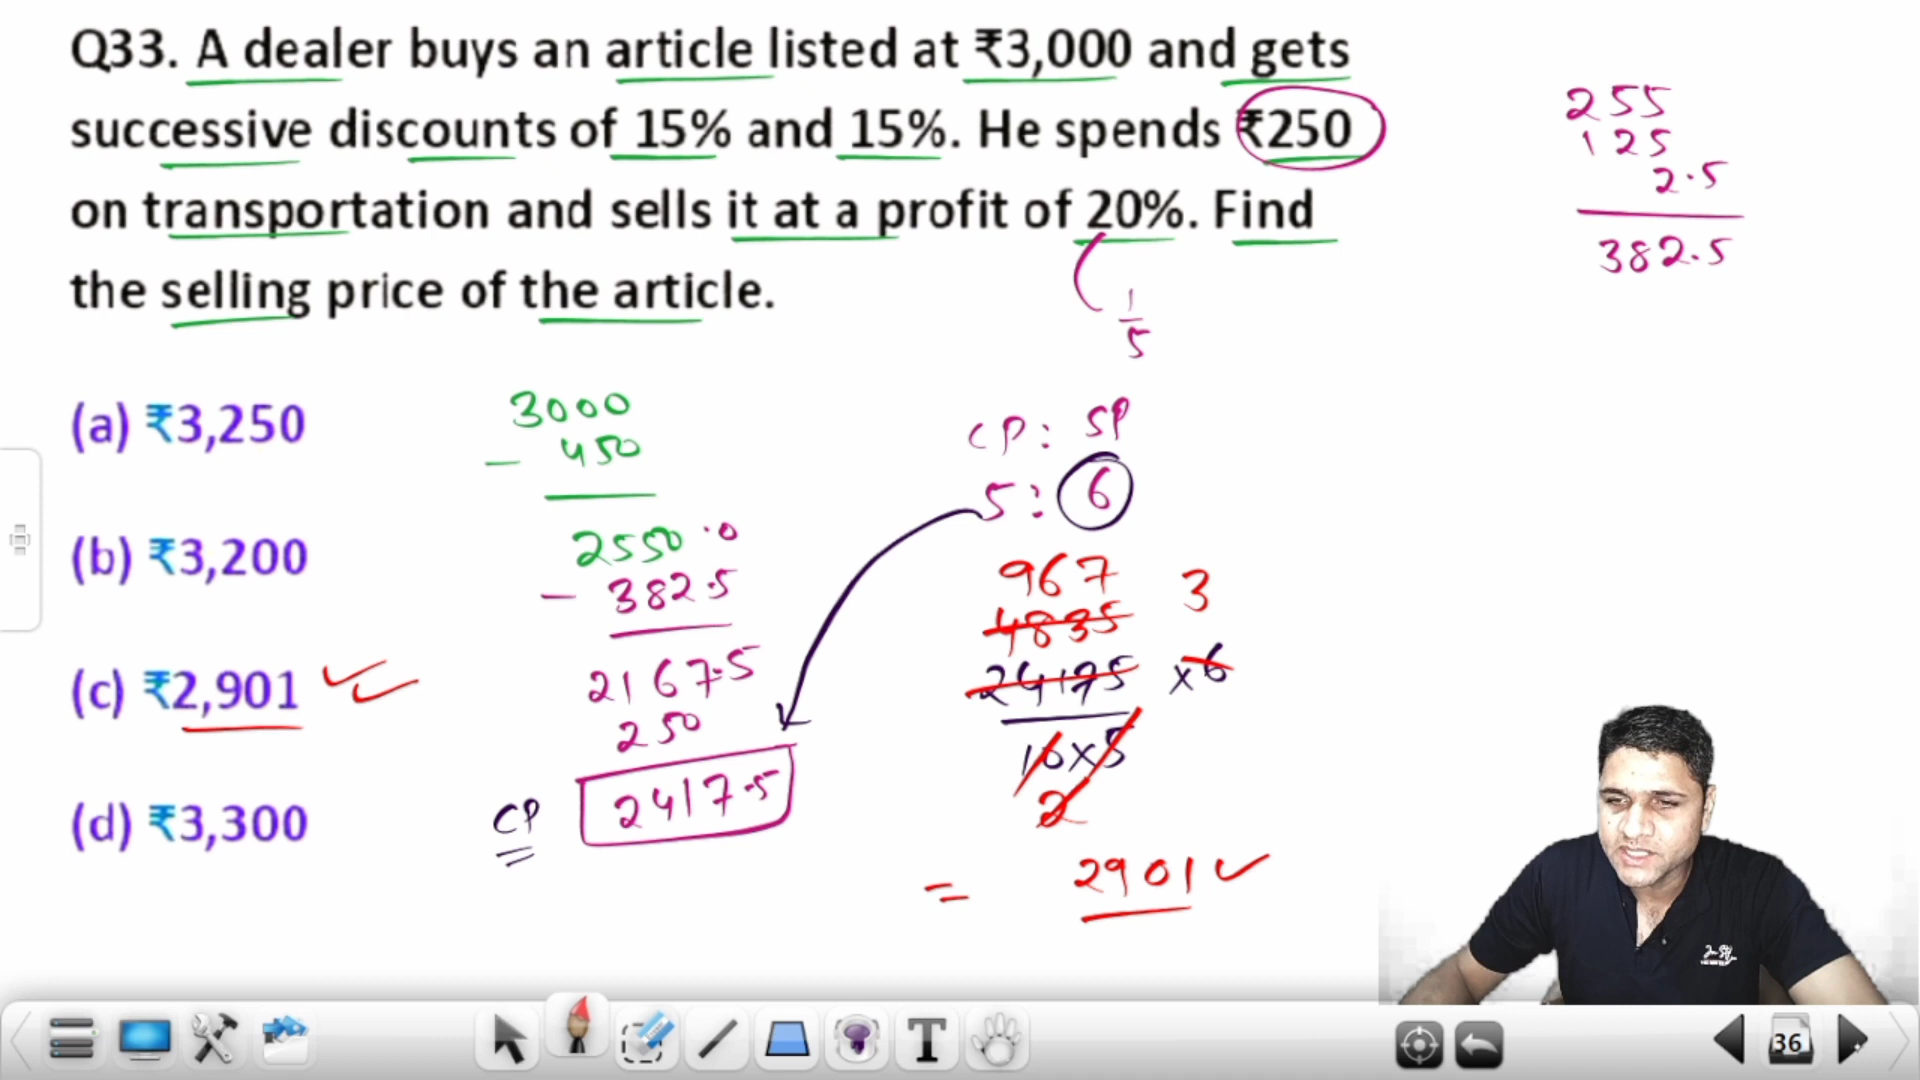 Q33. A dealer buys an article listed at ₹3,000 and gets
successive discounts of 15% and 15%. He spends ₹250
on transportation and sells it at a profit of 20%. Find
the selling price of the article.
1
5
255
125
2.5
382.5
(a) ₹3,250
(b) ₹3,200
(c) ₹2,901
(d) ₹3,300
3000
- 450
2550.0
- 382.5
2167.5
250
CP 2417.5
CP : SP
5 : 6
967 3
4835
24175 x6
10x5
2
= 2901
T
36